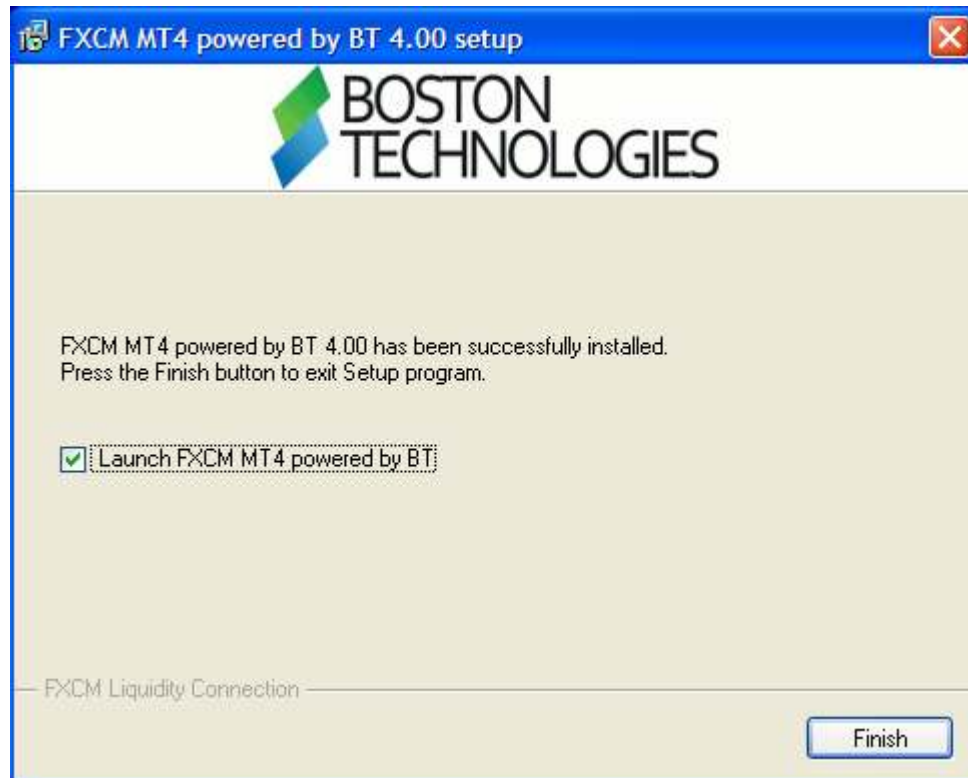 FXCM MT4 powered by BT 4.00 setup
BOSTON
TECHNOLOGIES
FXCM MT4 powered by BT 4.00 has been successfully installed.
Press the Finish button to exit Setup program.
Launch FXCM MT4 powered by BT
FXCM Liquidity Connection
Finish